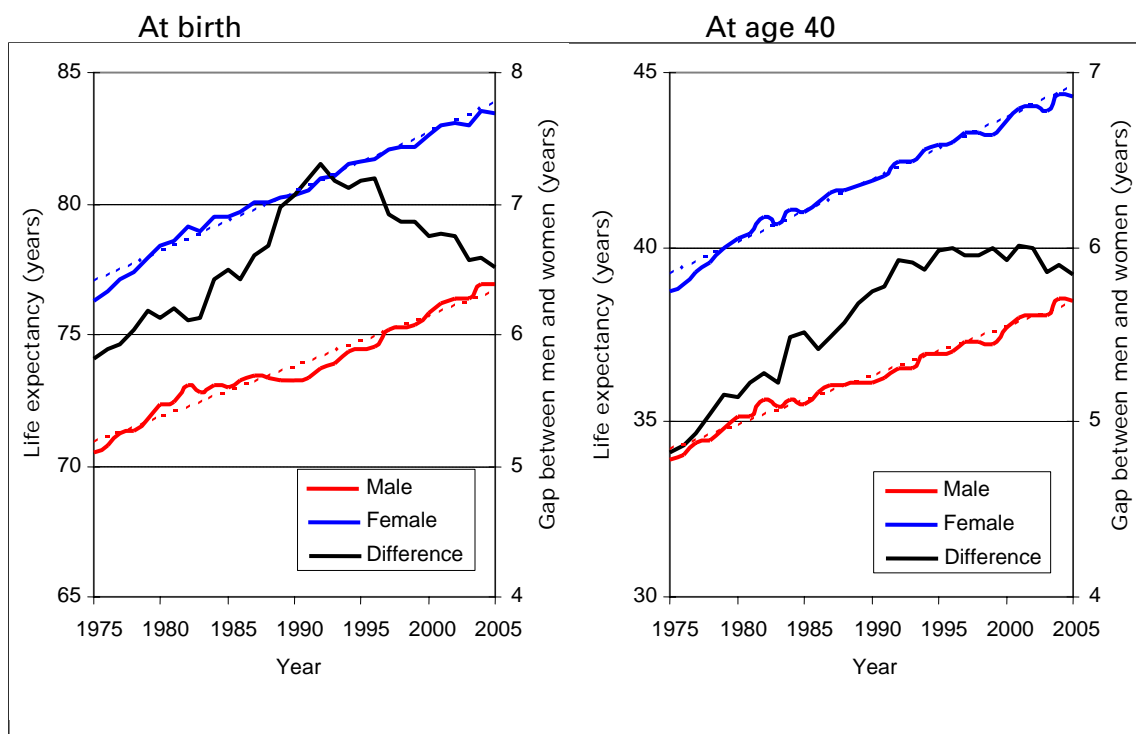 At birth
At age 40
85
80
75
70
65
8
7
6
5
4
Life expectancy (years)
Gap between men and women (years)
Male
Female
Difference
1975 1980 1985 1990 1995 2000 2005
Year
45
40
35
30
7
6
5
4
Life expectancy (years)
Gap between men and women (years)
Male
Female
Difference
1975 1980 1985 1990 1995 2000 2005
Year